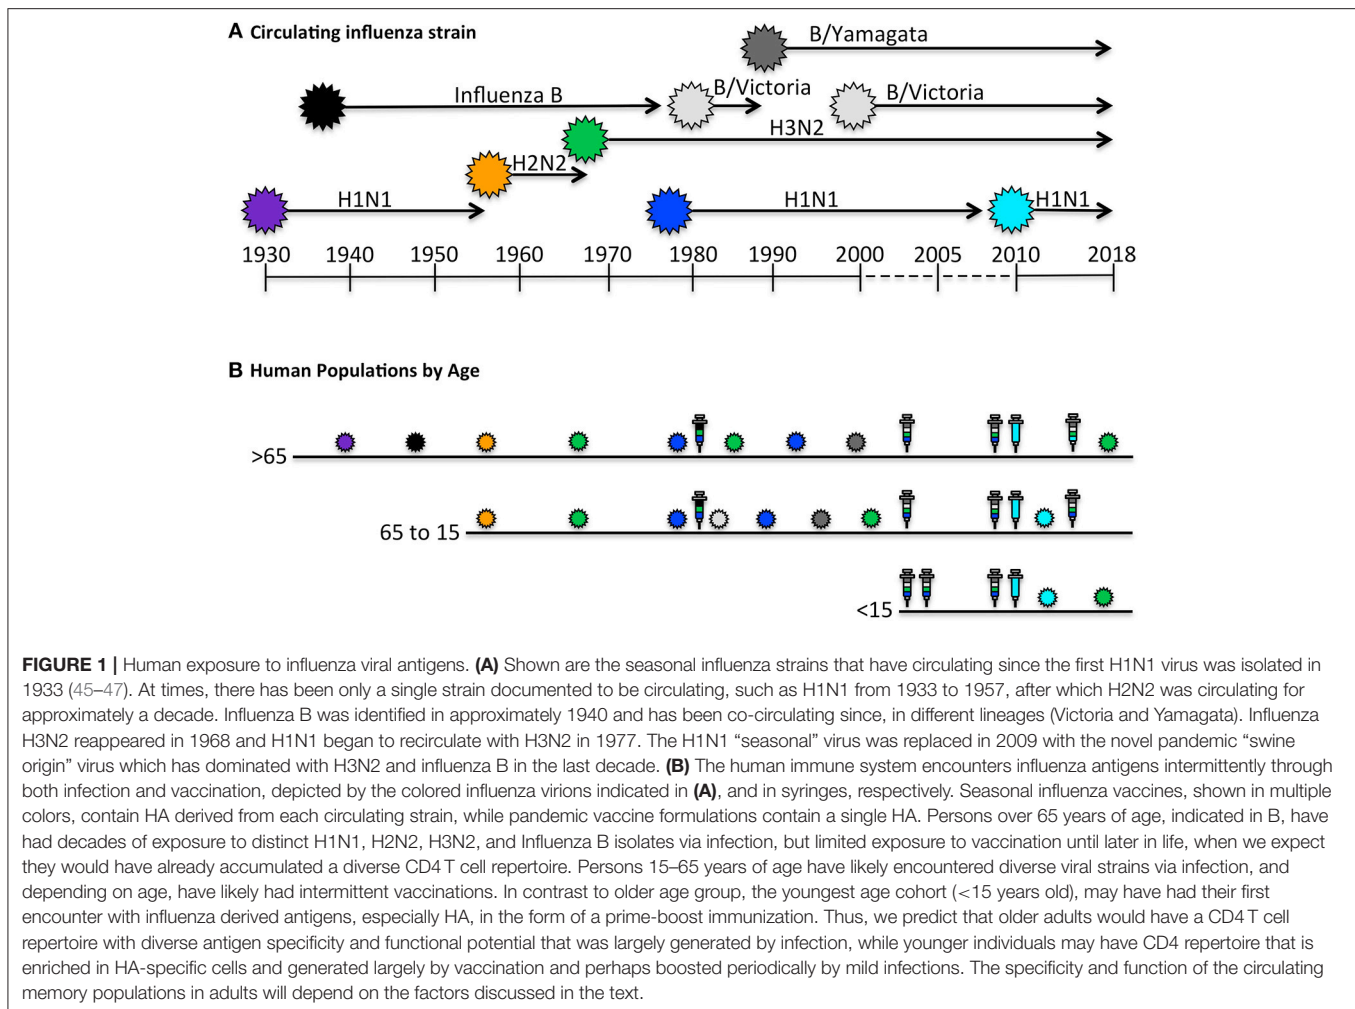 A Circulating influenza strain
B/Yamagata
Influenza B
B/Victoria
B/Victoria
H3N2
H2N2
H1N1
H1N1
H1N1
1930 1940 1950 1960 1970 1980 1990 2000 2005 2010 2018
B Human Populations by Age
>65
65 to 15
<15
FIGURE 1 | Human exposure to influenza viral antigens. (A) Shown are the seasonal influenza strains that have circulating since the first H1N1 virus was isolated in
1933 (45–47). At times, there has been only a single strain documented to be circulating, such as H1N1 from 1933 to 1957, after which H2N2 was circulating for
approximately a decade. Influenza B was identified in approximately 1940 and has been co-circulating since, in different lineages (Victoria and Yamagata). Influenza
H3N2 reappeared in 1968 and H1N1 began to recirculate with H3N2 in 1977. The H1N1 “seasonal” virus was replaced in 2009 with the novel pandemic “swine
origin” virus which has dominated with H3N2 and influenza B in the last decade. (B) The human immune system encounters influenza antigens intermittently through
both infection and vaccination, depicted by the colored influenza virions indicated in (A), and in syringes, respectively. Seasonal influenza vaccines, shown in multiple
colors, contain HA derived from each circulating strain, while pandemic vaccine formulations contain a single HA. Persons over 65 years of age, indicated in B, have
had decades of exposure to distinct H1N1, H2N2, H3N2, and Influenza B isolates via infection, but limited exposure to vaccination until later in life, when we expect
they would have already accumulated a diverse CD4 T cell repertoire. Persons 15–65 years of age have likely encountered diverse viral strains via infection, and
depending on age, have likely had intermittent vaccinations. In contrast to older age group, the youngest age cohort (<15 years old), may have had their first
encounter with influenza derived antigens, especially HA, in the form of a prime-boost immunization. Thus, we predict that older adults would have a CD4 T cell
repertoire with diverse antigen specificity and functional potential that was largely generated by infection, while younger individuals may have CD4 repertoire that is
enriched in HA-specific cells and generated largely by vaccination and perhaps boosted periodically by mild infections. The specificity and function of the circulating
memory populations in adults will depend on the factors discussed in the text.